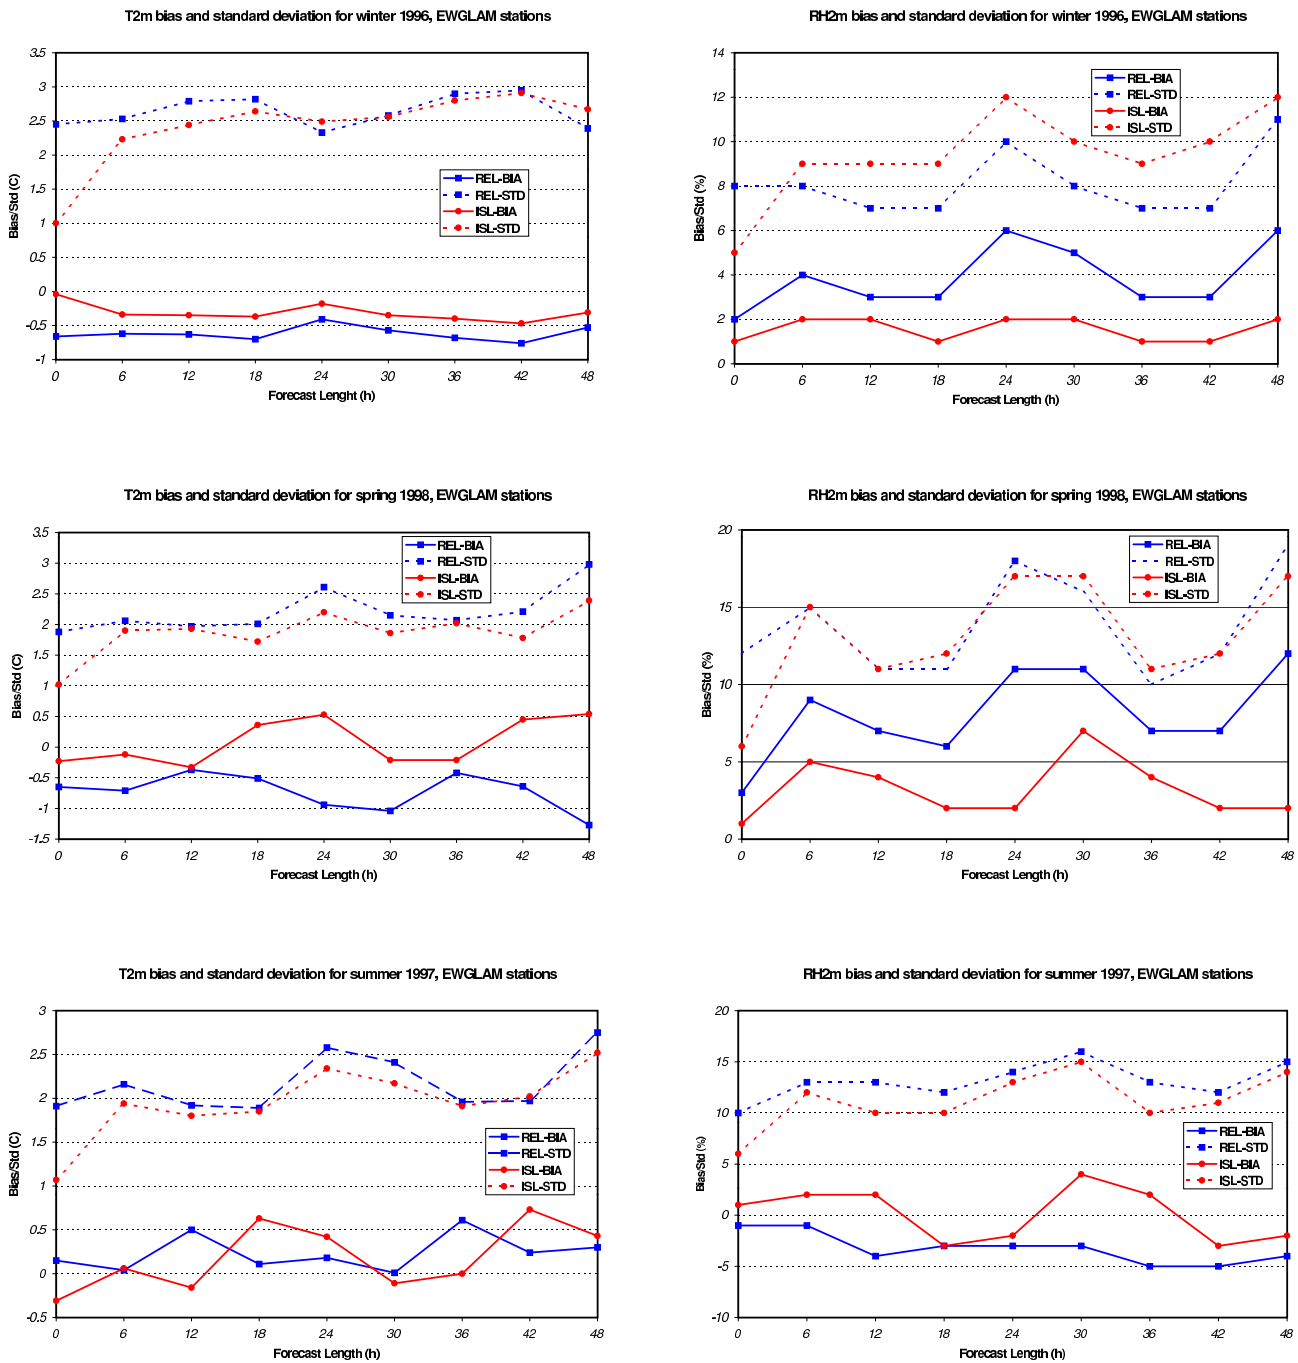 T2m bias and standard deviation for winter 1996, EWGLAM stations
3.5
3
2.5
2
1.5
1
0.5
0
-0.5
-1
Bias/Std (C)
REL-BIA
REL-STD
ISL-BIA
ISL-STD
0 6 12 18 24 30 36 42 48
Forecast Lenght (h)
RH2m bias and standard deviation for winter 1996, EWGLAM stations
14
12
10
8
6
4
2
0
Bias/Std (%)
REL-BIA
REL-STD
ISL-BIA
ISL-STD
0 6 12 18 24 30 36 42 48
Forecast Length (h)
T2m bias and standard deviation for spring 1998, EWGLAM stations
3.5
3
2.5
2
1.5
1
0.5
0
-0.5
-1
-1.5
Bias/Std (C)
REL-BIA
REL-STD
ISL-BIA
ISL-STD
0 6 12 18 24 30 36 42 48
Forecast Length (h)
RH2m bias and standard deviation for spring 1998, EWGLAM stations
20
15
10
5
0
Bias/Std (%)
REL-BIA
REL-STD
ISL-BIA
ISL-STD
0 6 12 18 24 30 36 42 48
Forecast Length (h)
T2m bias and standard deviation for summer 1997, EWGLAM stations
3
2.5
2
1.5
1
0.5
0
-0.5
Bias/Std (C)
REL-BIA
REL-STD
ISL-BIA
ISL-STD
0 6 12 18 24 30 36 42 48
Forecast Length (h)
RH2m bias and standard deviation for summer 1997, EWGLAM stations
20
15
10
5
0
-5
-10
Bias/Std (%)
REL-BIA
REL-STD
ISL-BIA
ISL-STD
0 6 12 18 24 30 36 42 48
Forecast Length (h)